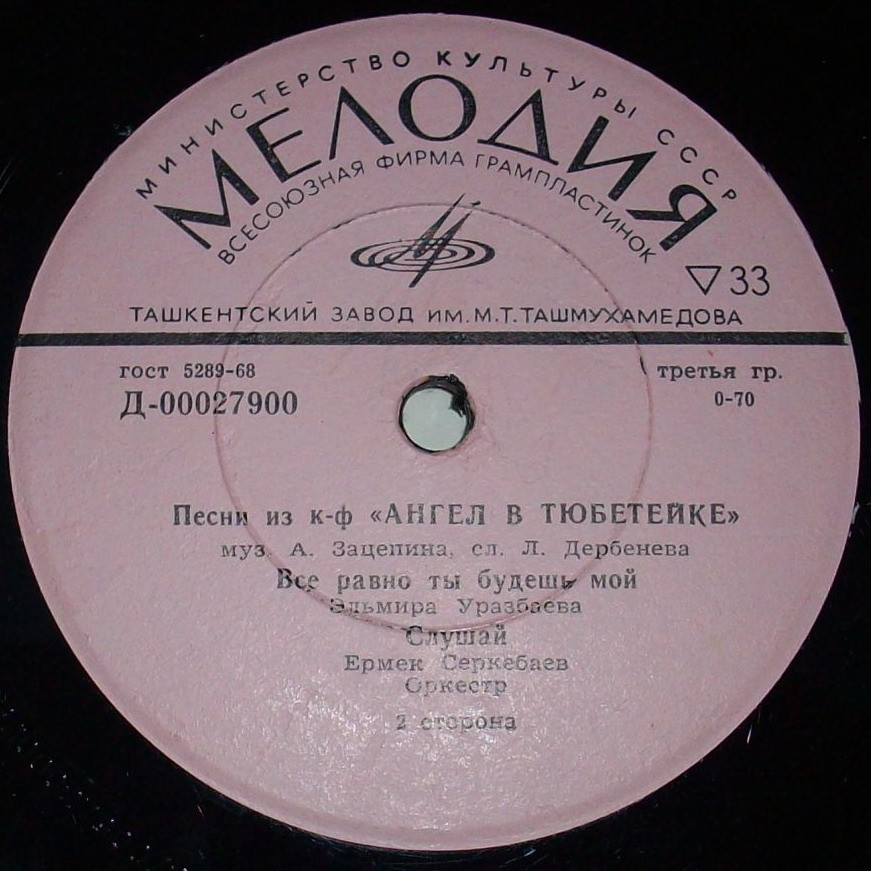 МИНИСТЕРСТВО КУЛЬТУРЫ СССР
МЕЛОДИЯ
ВСЕСОЮЗНАЯ ФИРМА ГРАМПЛАСТИНОК
▽33
ТАШКЕНТСКИЙ ЗАВОД ИМ. М.Т. ТАШМУХАМЕДОВА
гост 5289-68
третья гр.
Д-00027900
0-70
Песни из к-ф «АНГЕЛ В ТЮБЕТЕЙКЕ»
муз. А. Зацепина, сл. Л. Дербенева
Все равно ты будешь мой
Эльмира Уразбаева
Слушай
Ермек Серкебаев
Оркестр
2 сторона